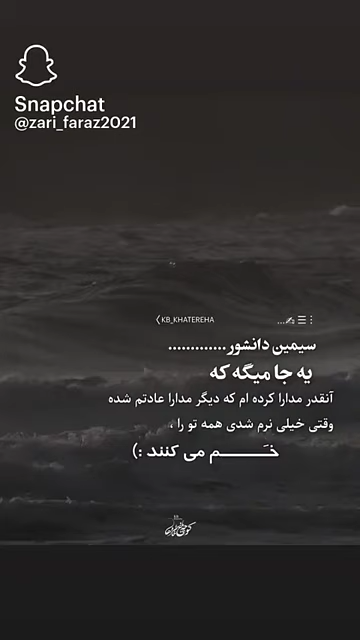 Snapchat
@zari_faraz2021
KB_KHATEREHA
سیمین دانشور.............
یه جا میگه که
آنقدر مدارا کرده ام که دیگر مدارا عادتم شده
وقتی خیلی نرم شدی همه تو را ،
خَـــــــم می کنند :)